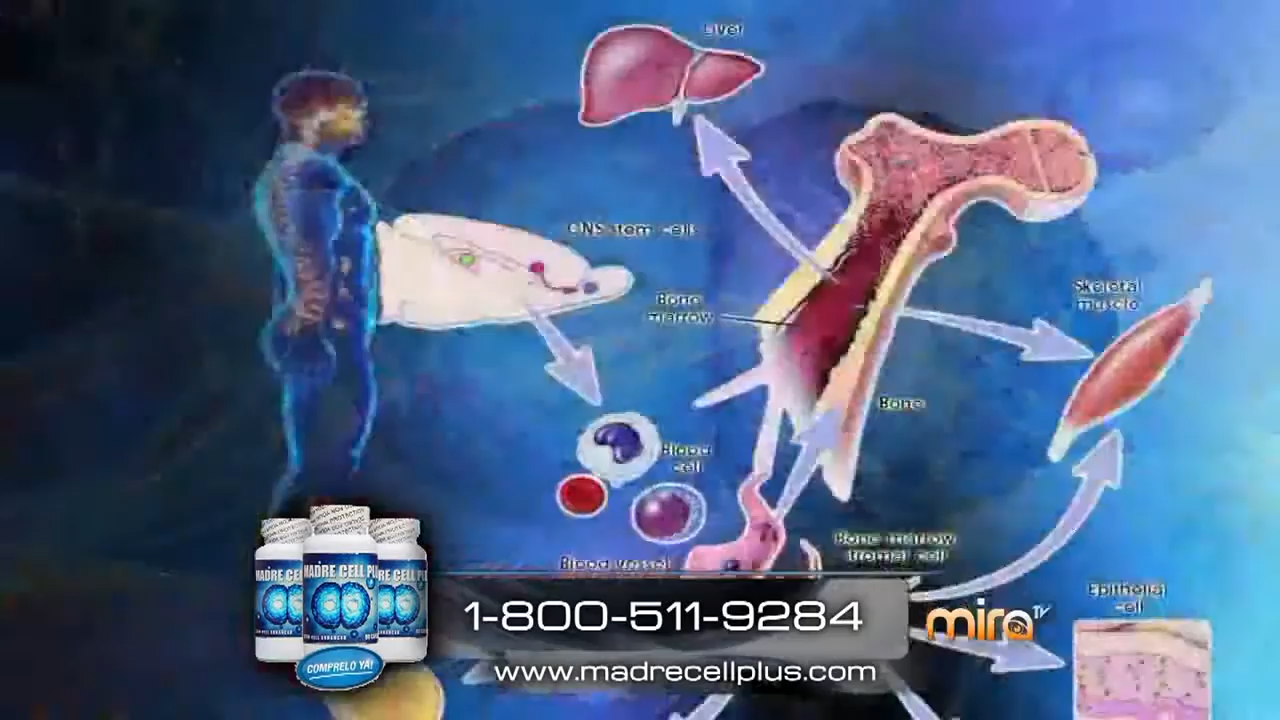 Liver
CNS stem cells
Bone
marrow
Skeletal
muscle
Bone
Blood
cell
Bone marrow
stromal cell
Blood vessel
Epithelial
cell
MADRE CELL PLUS
COMPRELO YA!
1-800-511-9284
mira TV
www.madrecellplus.com